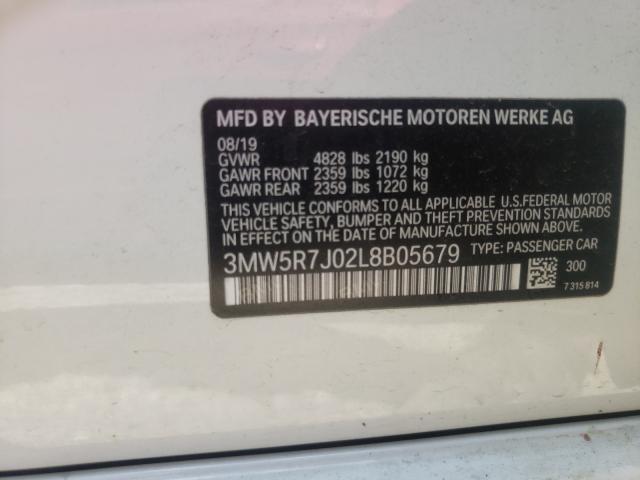 MFD BY BAYERISCHE MOTOREN WERKE AG
08/19
GVWR 4828 lbs 2190 kg
GAWR FRONT 2359 lbs 1072 kg
GAWR REAR 2359 lbs 1220 kg
THIS VEHICLE CONFORMS TO ALL APPLICABLE U.S.FEDERAL MOTOR
VEHICLE SAFETY, BUMPER AND THEFT PREVENTION STANDARDS IN
EFFECT ON THE DATE OF MANUFACTURE SHOWN ABOVE.
3MW5R7J02L8B05679 TYPE: PASSENGER CAR
300
7 315 814